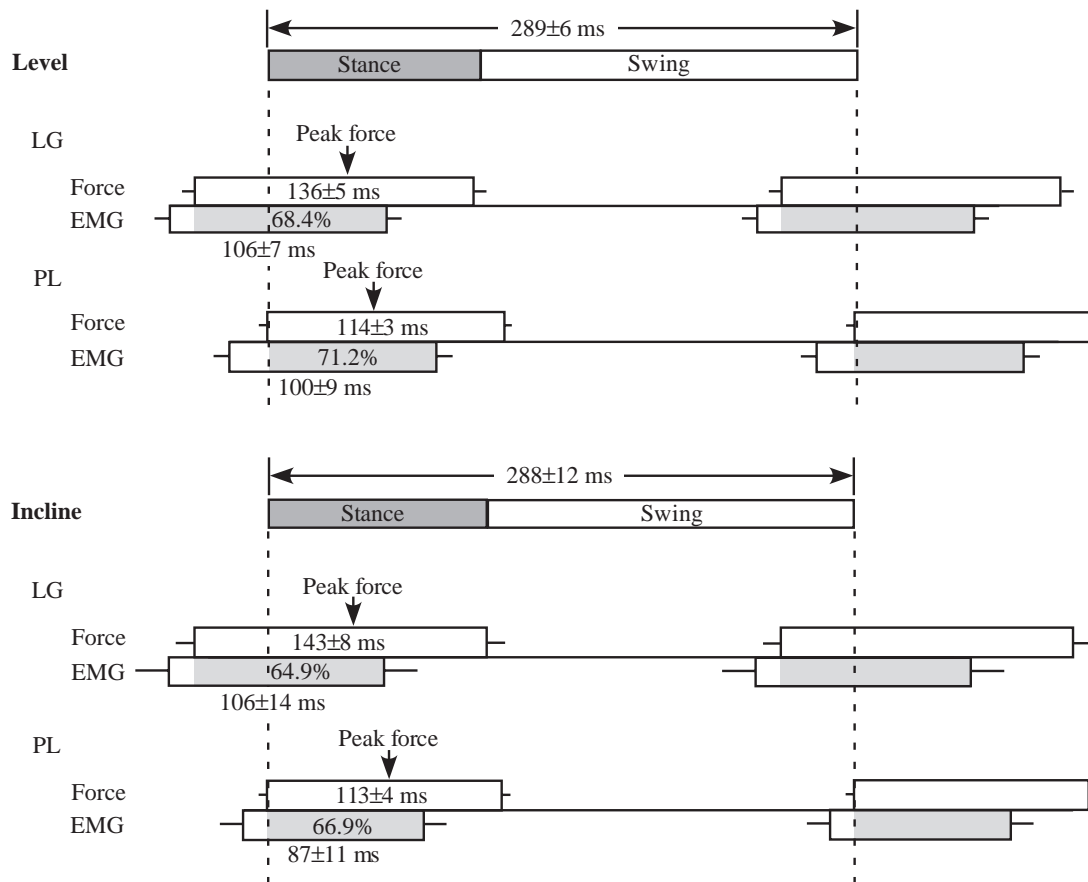 289±6 ms
Level
Stance
Swing
LG
Peak force
Force
136±5 ms
EMG
68.4%
106±7 ms
PL
Peak force
Force
114±3 ms
EMG
71.2%
100±9 ms
288±12 ms
Incline
Stance
Swing
LG
Peak force
Force
143±8 ms
EMG
64.9%
106±14 ms
PL
Peak force
Force
113±4 ms
EMG
66.9%
87±11 ms